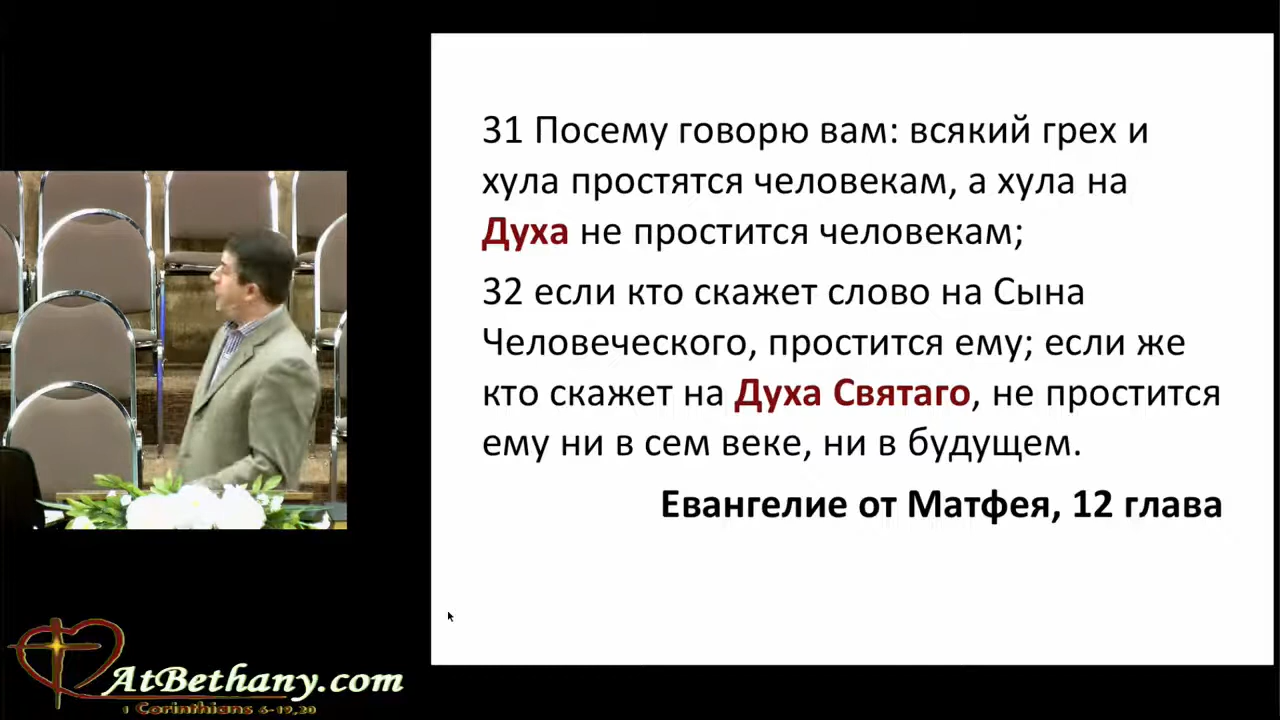 31 Посему говорю вам: всякий грех и
хула простятся человекам, а хула на
Духа не простится человекам;
32 если кто скажет слово на Сына
Человеческого, простится ему; если же
кто скажет на Духа Святаго, не простится
ему ни в сем веке, ни в будущем.
Евангелие от Матфея, 12 глава
AtBethany.com
1 Corinthians 6-19,20